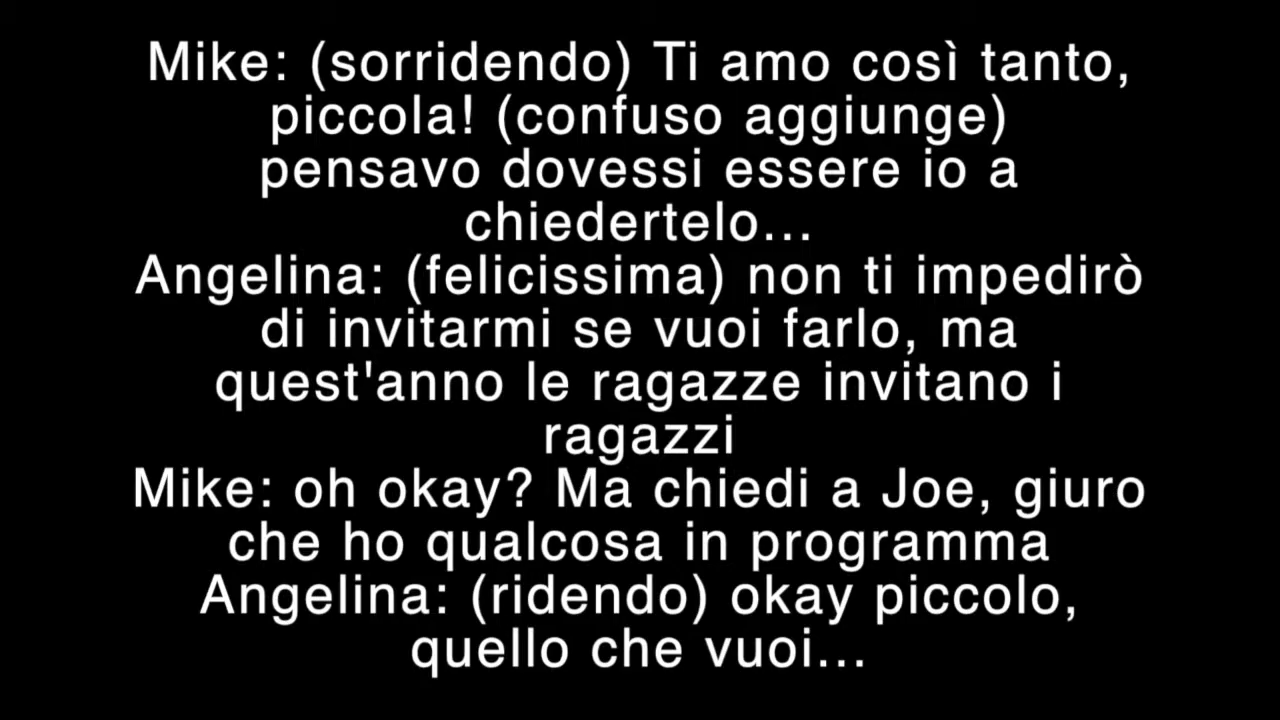 Mike: (sorridendo) Ti amo così tanto,
piccola! (confuso aggiunge)
pensavo dovessi essere io a
chiedertelo...
Angelina: (felicissima) non ti impedirò
di invitarmi se vuoi farlo, ma
quest'anno le ragazze invitano i
ragazzi
Mike: oh okay? Ma chiedi a Joe, giuro
che ho qualcosa in programma
Angelina: (ridendo) okay piccolo,
quello che vuoi...